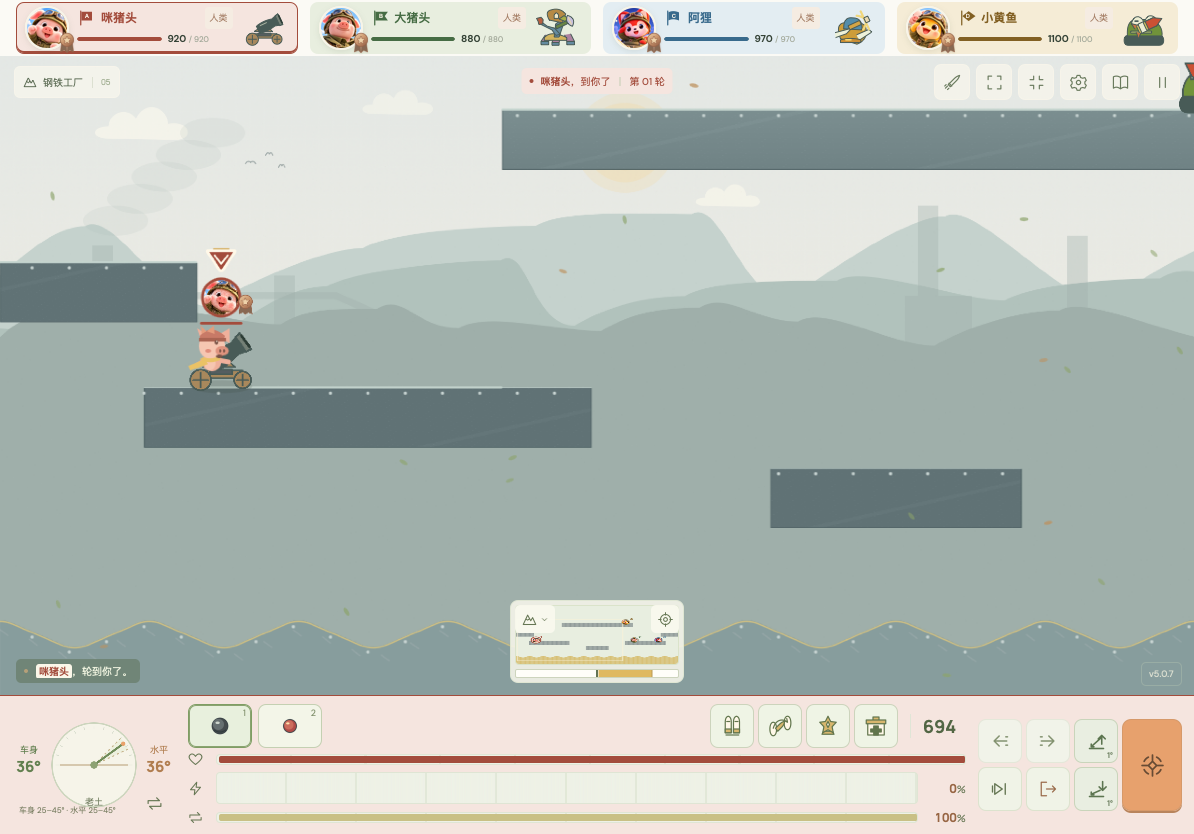 A 咪猪头 人类
920 / 920
大猪头 人类
880 / 880
C 阿狸 人类
970 / 970
小黄鱼 人类
1100 / 1100
钢铁工厂 05
咪猪头，到你了 第 01 轮
咪猪头，轮到你了。
v5.0.7
1
2
694
车身
36°
水平
36°
老土
车身 25–45° · 水平 25–45°
0%
100%
1°
1°